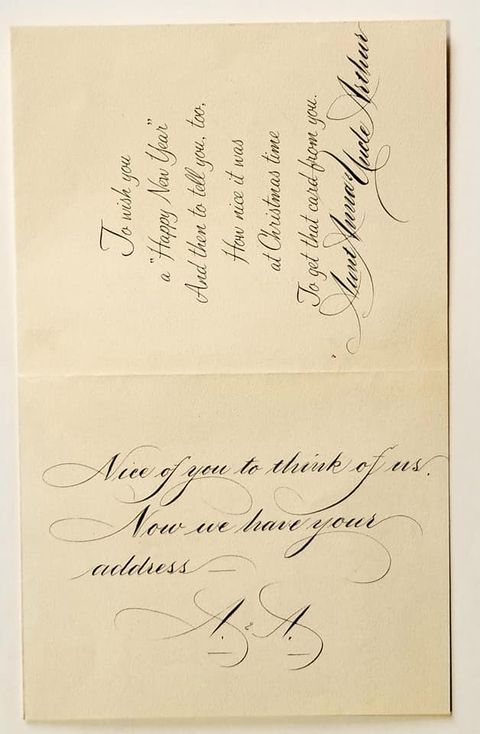 To wish you
a "Happy New Year"
And then to tell you, too,
How nice it was
at Christmas time
To get that card from you.
Aunt Anna & Uncle Arthur
Nice of you to think of us.
Now we have your
address —
A. & A.